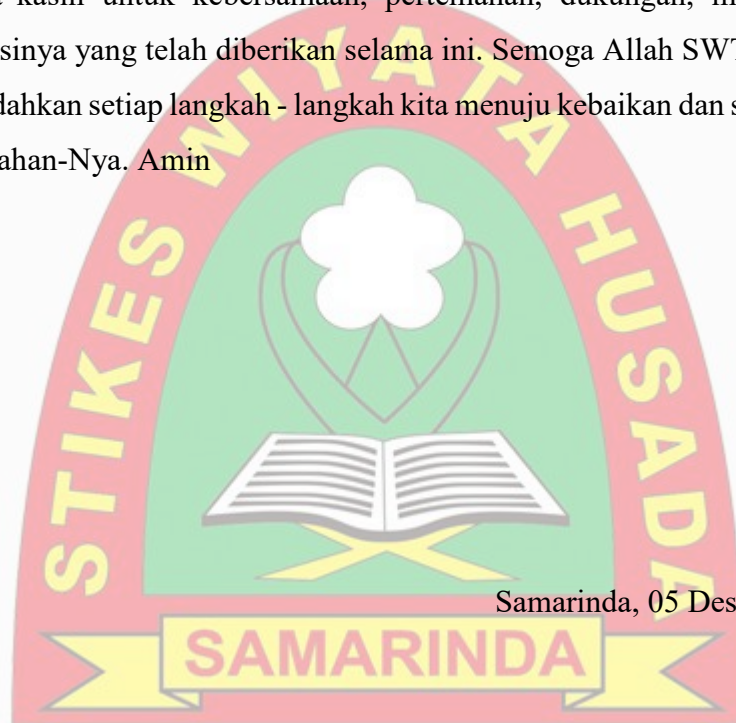 kasih untuk kebersamaan, pertemanan, dukungan,
sinya yang telah diberikan selama ini. Semoga Allah SWT
dahkan setiap langkah - langkah kita menuju kebaikan dan s
ahan-Nya. Amin
STIKES WIYATA HUSADA
Samarinda, 05 Des
SAMARINDA